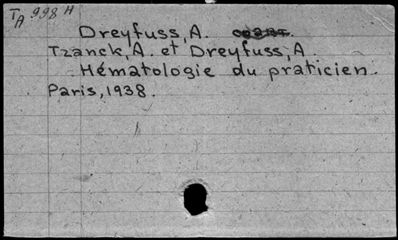 TA 998 H
Dreyfuss, A.
Tzanck, A. et Dreyfuss, A.
Hématologie du praticien.
Paris, 1938.